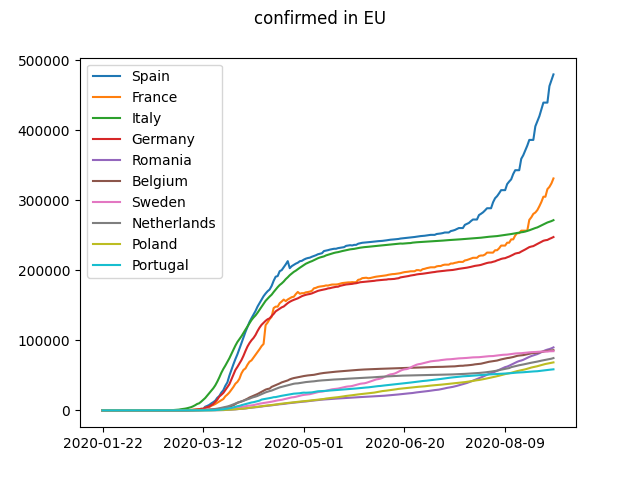 confirmed in EU
500000
400000
300000
200000
100000
0
Spain
France
Italy
Germany
Romania
Belgium
Sweden
Netherlands
Poland
Portugal
2020-01-22 2020-03-12 2020-05-01 2020-06-20 2020-08-09